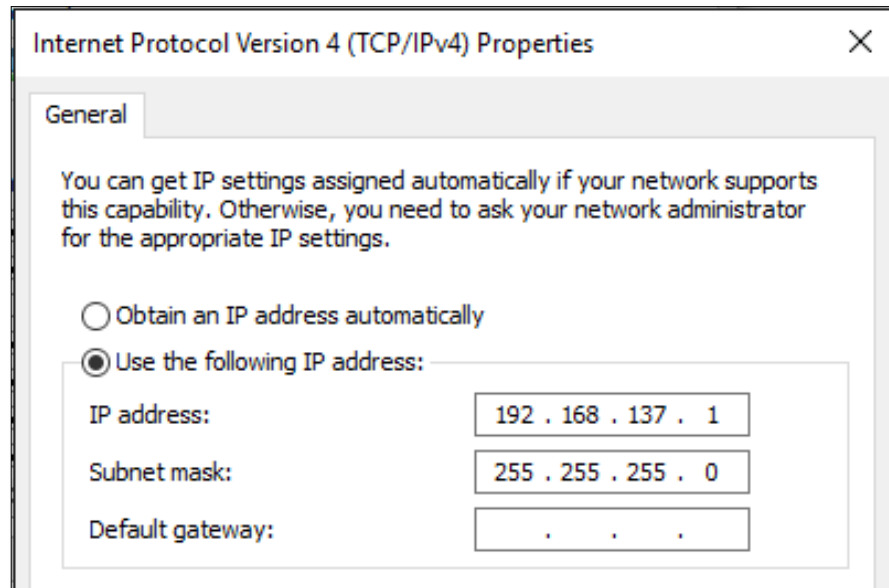 Internet Protocol Version 4 (TCP/IPv4) Properties
General
You can get IP settings assigned automatically if your network supports
this capability. Otherwise, you need to ask your network administrator
for the appropriate IP settings.
Obtain an IP address automatically
Use the following IP address:
IP address: 192 . 168 . 137 . 1
Subnet mask: 255 . 255 . 255 . 0
Default gateway: . . .